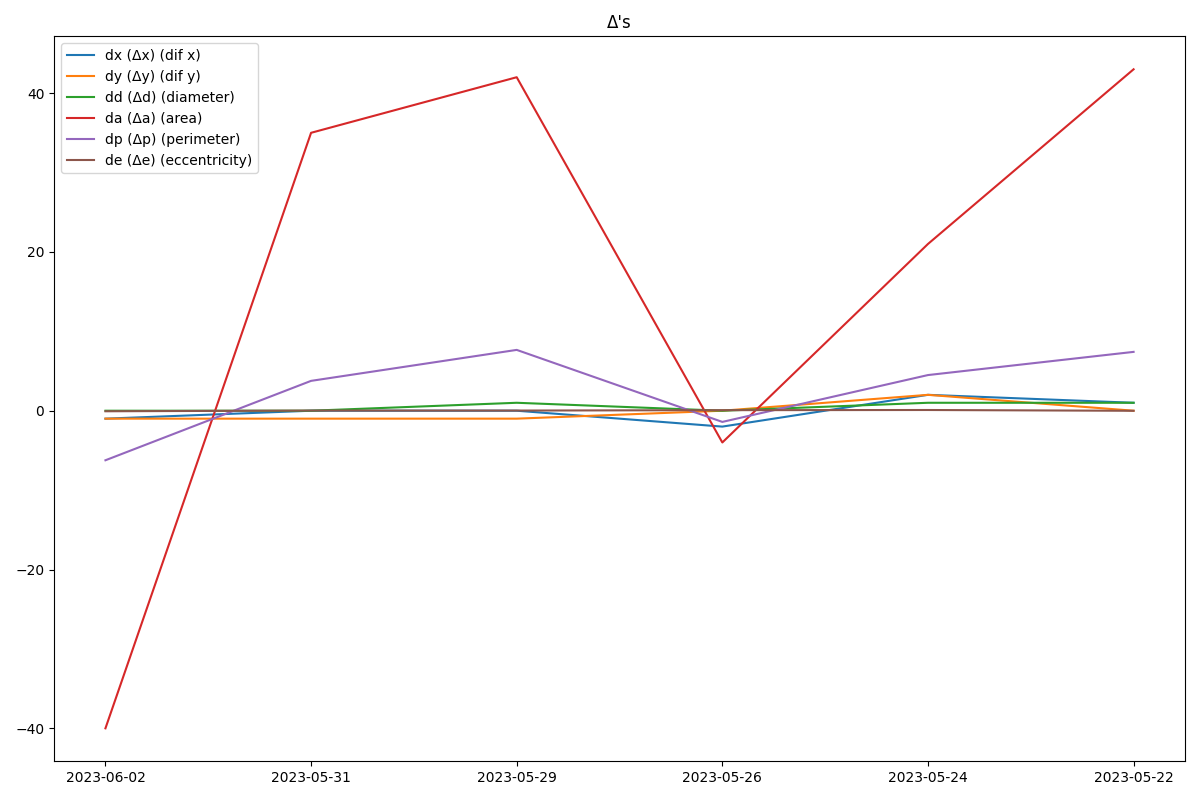 Δ's
dx (Δx) (dif x)
dy (Δy) (dif y)
dd (Δd) (diameter)
da (Δa) (area)
dp (Δp) (perimeter)
de (Δe) (eccentricity)
40
20
0
−20
−40
2023-06-02 2023-05-31 2023-05-29 2023-05-26 2023-05-24 2023-05-22